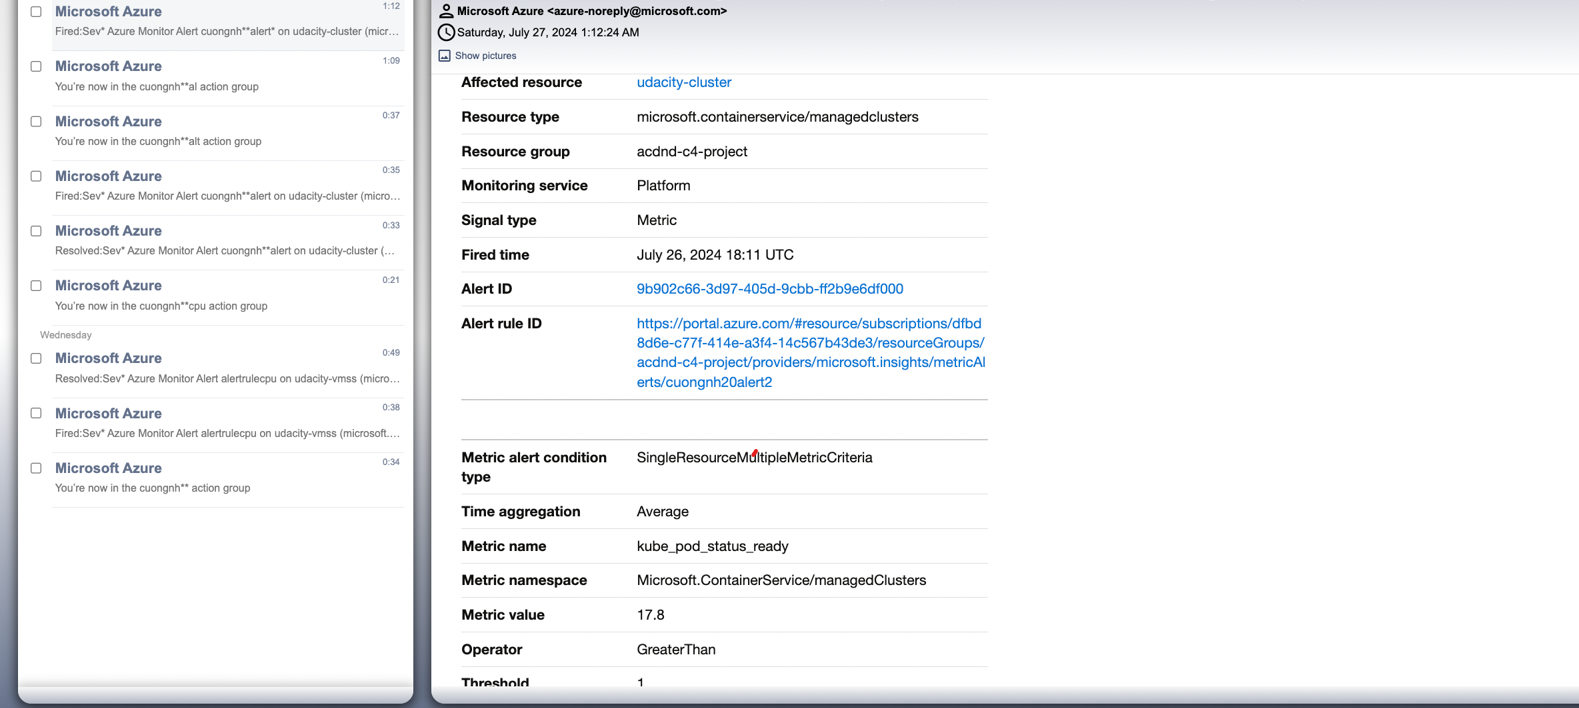 Microsoft Azure 1:12
Fired:Sev* Azure Monitor Alert cuongnh**alert* on udacity-cluster (micr...
Microsoft Azure 1:09
You're now in the cuongnh**al action group
Microsoft Azure 0:37
You're now in the cuongnh**alt action group
Microsoft Azure 0:35
Fired:Sev* Azure Monitor Alert cuongnh**alert on udacity-cluster (micro...
Microsoft Azure 0:33
Resolved:Sev* Azure Monitor Alert cuongnh**alert on udacity-cluster (...
Microsoft Azure 0:21
You're now in the cuongnh**cpu action group
Wednesday
Microsoft Azure 0:49
Resolved:Sev* Azure Monitor Alert alertrulecpu on udacity-vmss (micro...
Microsoft Azure 0:38
Fired:Sev* Azure Monitor Alert alertrulecpu on udacity-vmss (microsoft....
Microsoft Azure 0:34
You're now in the cuongnh** action group
Microsoft Azure <azure-noreply@microsoft.com>
Saturday, July 27, 2024 1:12:24 AM
Show pictures
Affected resource udacity-cluster
Resource type microsoft.containerservice/managedclusters
Resource group acdnd-c4-project
Monitoring service Platform
Signal type Metric
Fired time July 26, 2024 18:11 UTC
Alert ID 9b902c66-3d97-405d-9cbb-ff2b9e6df000
Alert rule ID https://portal.azure.com/#resource/subscriptions/dfbd
8d6e-c77f-414e-a3f4-14c567b43de3/resourceGroups/
acdnd-c4-project/providers/microsoft.insights/metricAl
erts/cuongnh20alert2
Metric alert condition SingleResourceMultipleMetricCriteria
type
Time aggregation Average
Metric name kube_pod_status_ready
Metric namespace Microsoft.ContainerService/managedClusters
Metric value 17.8
Operator GreaterThan
Threshold 1